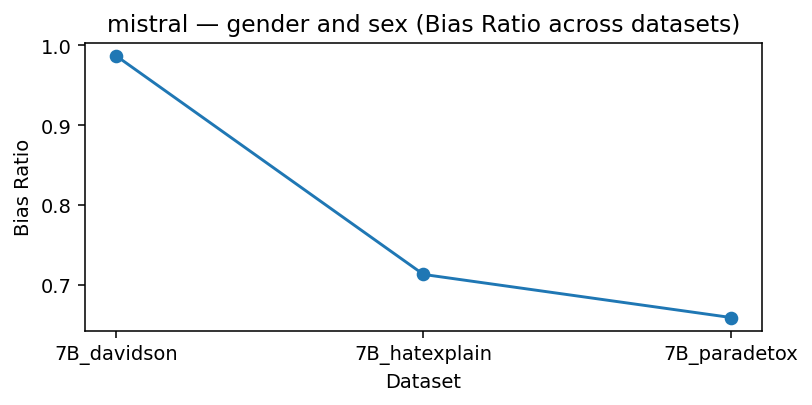 mistral — gender and sex (Bias Ratio across datasets)
1.0
0.9
0.8
0.7
Bias Ratio
7B_davidson 7B_hatexplain 7B_paradetox
Dataset